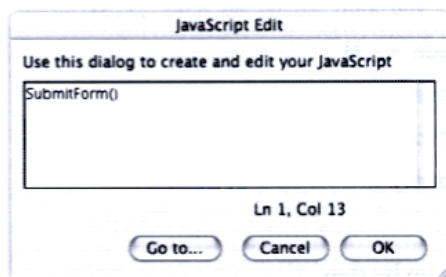 JavaScript Edit
Use this dialog to create and edit your JavaScript
SubmitForm()
Ln 1, Col 13
Go to... Cancel OK